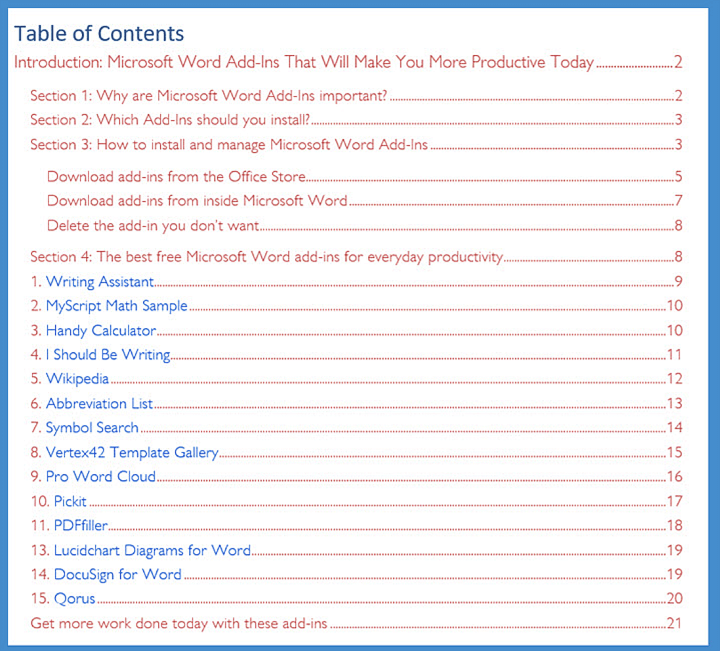 Table of Contents
Introduction: Microsoft Word Add-Ins That Will Make You More Productive Today ........................ 2
Section 1: Why are Microsoft Word Add-Ins important? ........................ 2
Section 2: Which Add-Ins should you install? ........................ 3
Section 3: How to install and manage Microsoft Word Add-Ins ........................ 3
Download add-ins from the Office Store ........................ 5
Download add-ins from inside Microsoft Word ........................ 7
Delete the add-in you don't want ........................ 8
Section 4: The best free Microsoft Word add-ins for everyday productivity ........................ 8
1. Writing Assistant ........................ 9
2. MyScript Math Sample ........................ 10
3. Handy Calculator ........................ 10
4. I Should Be Writing ........................ 11
5. Wikipedia ........................ 12
6. Abbreviation List ........................ 13
7. Symbol Search ........................ 14
8. Vertex42 Template Gallery ........................ 15
9. Pro Word Cloud ........................ 16
10. Pickit ........................ 17
11. PDFfiller ........................ 18
13. Lucidchart Diagrams for Word ........................ 19
14. DocuSign for Word ........................ 19
15. Qorus ........................ 20
Get more work done today with these add-ins ........................ 21